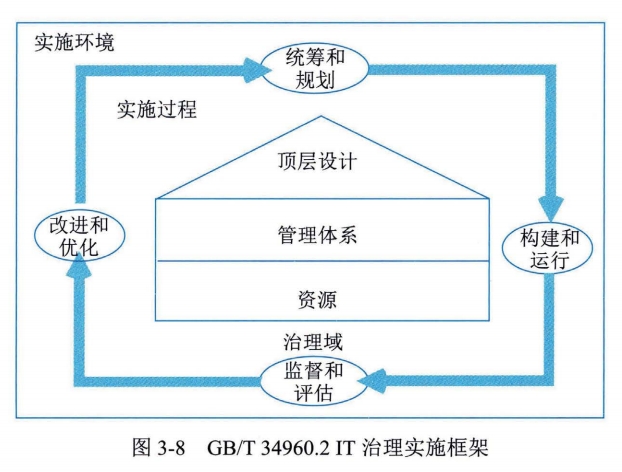 实施环境
统筹和
规划
实施过程
顶层设计
改进和
优化
管理体系
构建和
运行
资源
治理域
监督和
评估
图 3-8 GB/T 34960.2 IT 治理实施框架